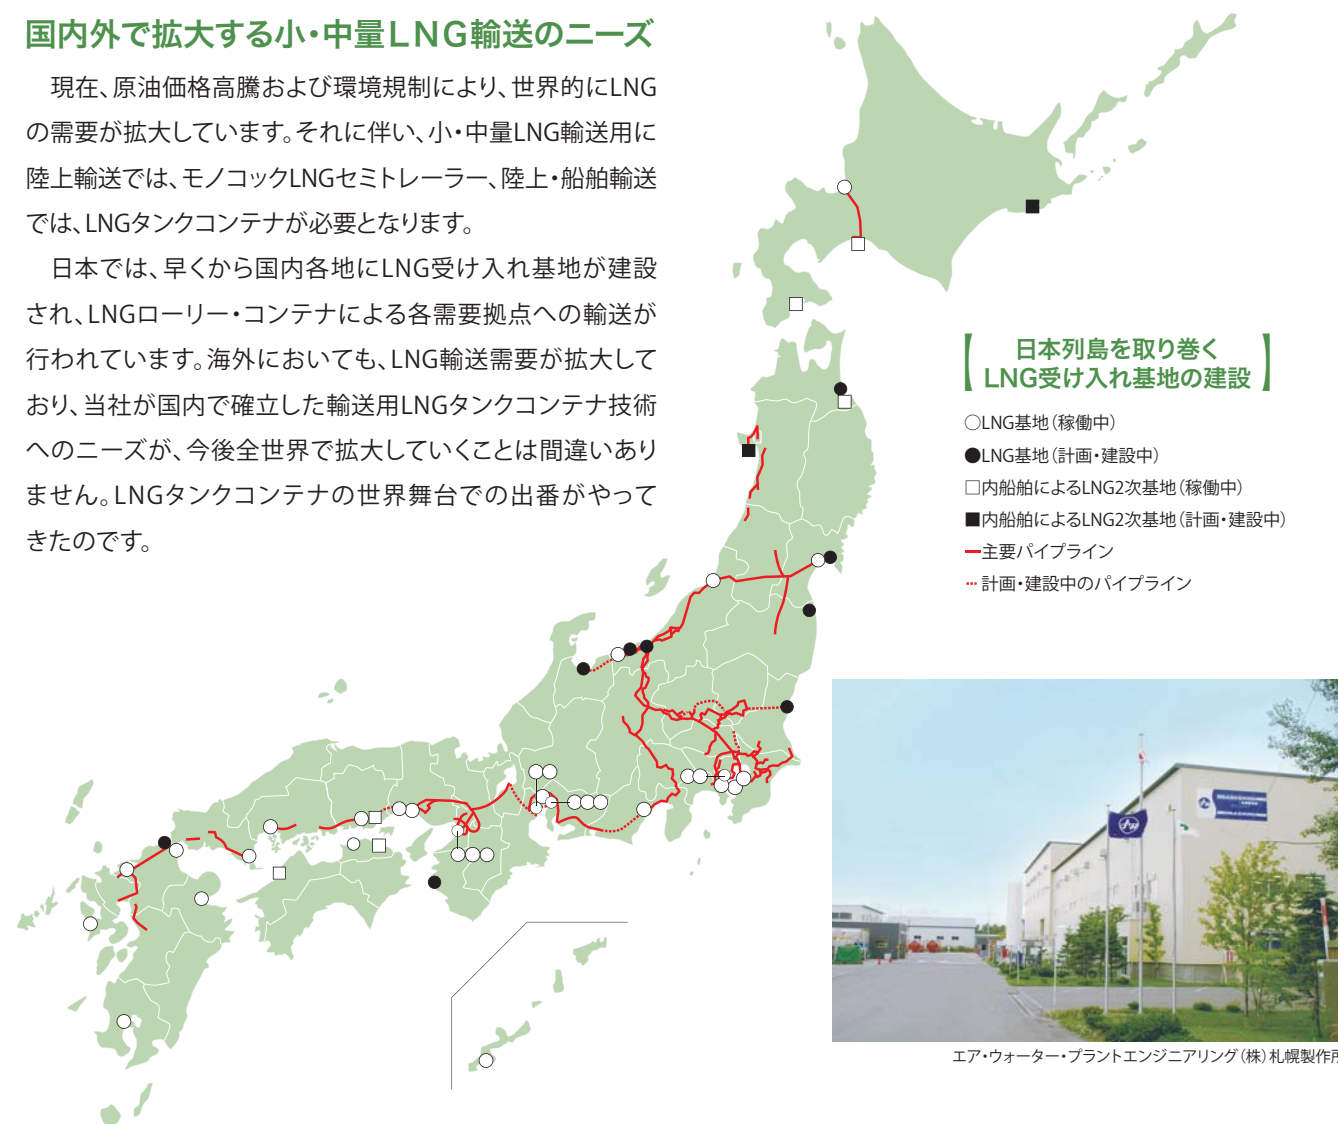 国内外で拡大する小・中量LNG輸送のニーズ
現在、原油価格高騰および環境規制により、世界的にLNG
の需要が拡大しています。それに伴い、小・中量LNG輸送用に
陸上輸送では、モノコックLNGセミトレーラー、陸上・船舶輸送
では、LNGタンクコンテナが必要となります。
日本では、早くから国内各地にLNG受け入れ基地が建設
され、LNGローリー・コンテナによる各需要拠点への輸送が
行われています。海外においても、LNG輸送需要が拡大して
おり、当社が国内で確立した輸送用LNGタンクコンテナ技術
へのニーズが、今後全世界で拡大していくことは間違いあり
ません。LNGタンクコンテナの世界舞台での出番がやって
きたのです。
日本列島を取り巻く
LNG受け入れ基地の建設
○LNG基地(稼働中)
●LNG基地(計画・建設中)
□内船舶によるLNG2次基地(稼働中)
■内船舶によるLNG2次基地(計画・建設中)
主要パイプライン
計画・建設中のパイプライン
エア・ウォーター・プラントエンジニアリング(株)札幌製作所